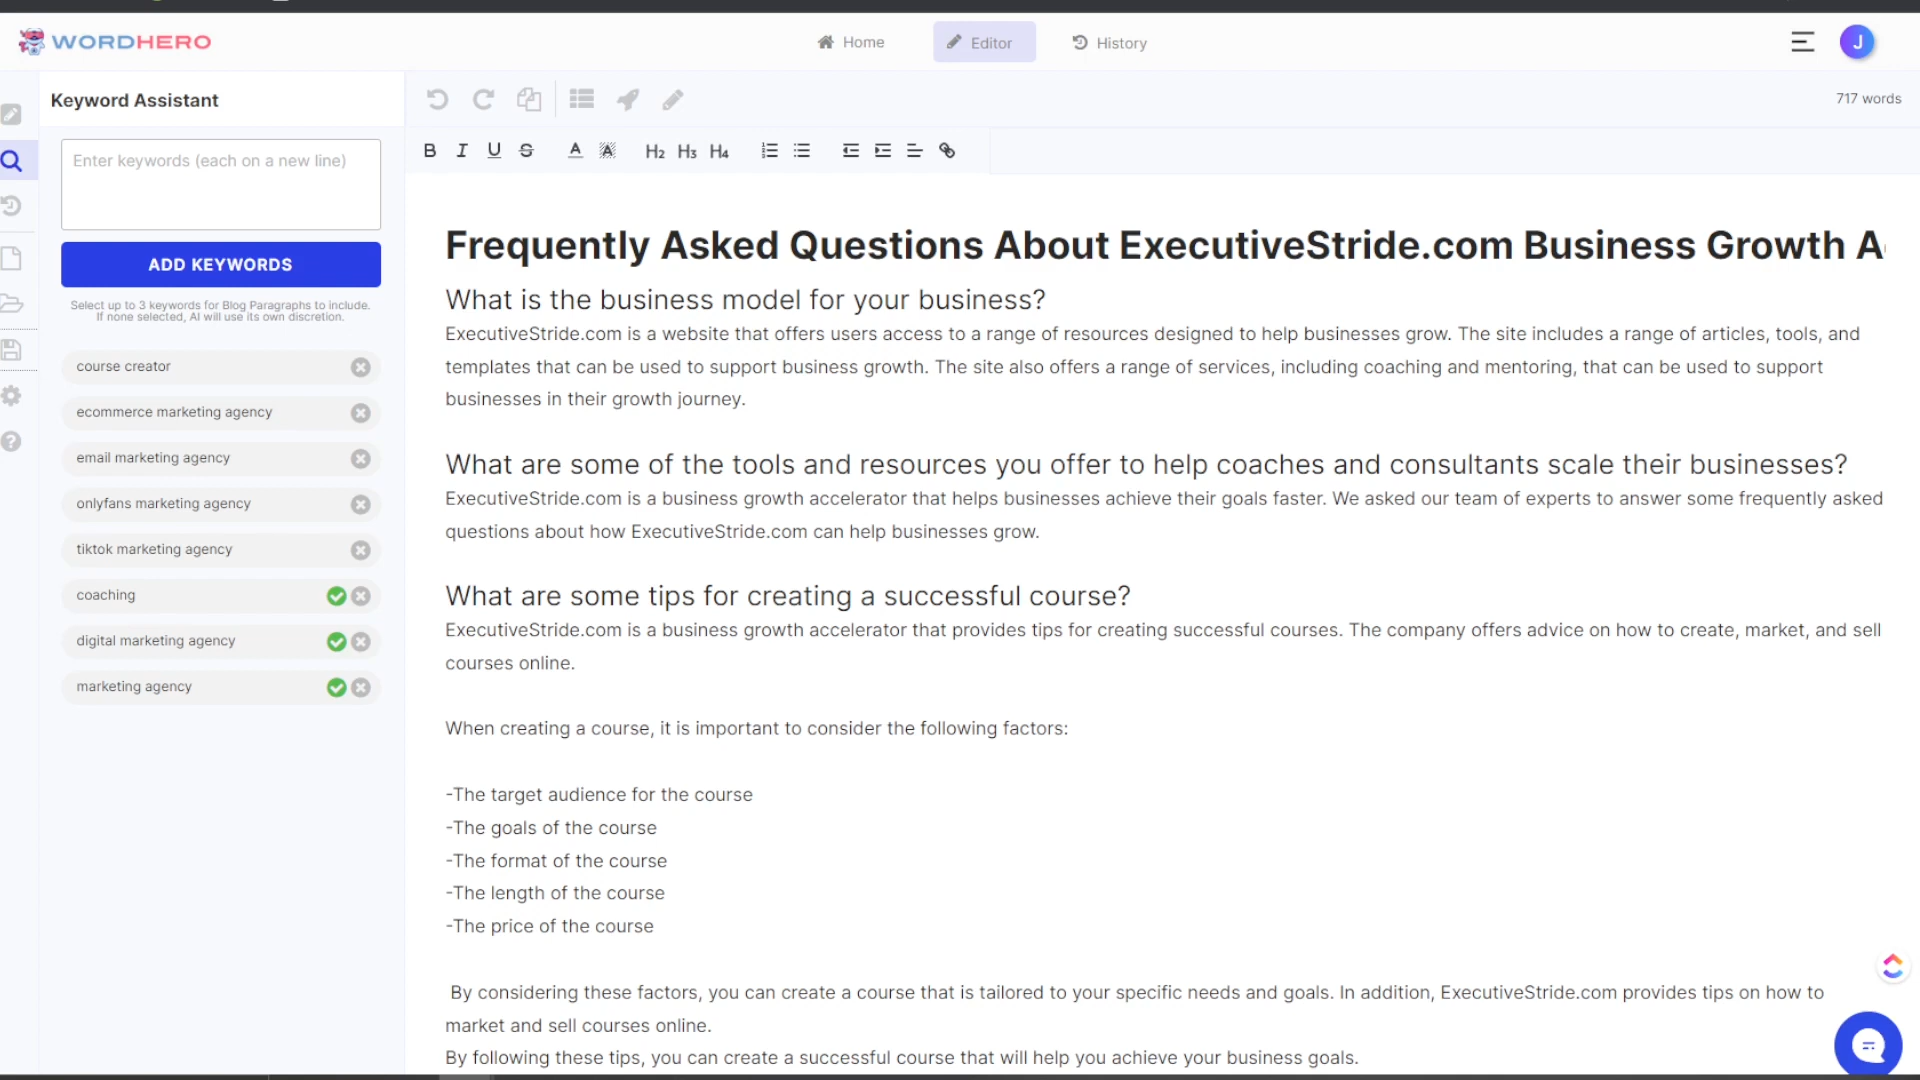 WORDHERO
Home
Editor
History
J
Keyword Assistant
717 words
Enter keywords (each on a new line)
ADD KEYWORDS
Select up to 3 keywords for Blog Paragraphs to include.
If none selected, AI will use its own discretion.
course creator
ecommerce marketing agency
email marketing agency
onlyfans marketing agency
tiktok marketing agency
coaching
digital marketing agency
marketing agency
B I U S A A H2 H3 H4
Frequently Asked Questions About ExecutiveStride.com Business Growth A
What is the business model for your business?
ExecutiveStride.com is a website that offers users access to a range of resources designed to help businesses grow. The site includes a range of articles, tools, and
templates that can be used to support business growth. The site also offers a range of services, including coaching and mentoring, that can be used to support
businesses in their growth journey.
What are some of the tools and resources you offer to help coaches and consultants scale their businesses?
ExecutiveStride.com is a business growth accelerator that helps businesses achieve their goals faster. We asked our team of experts to answer some frequently asked
questions about how ExecutiveStride.com can help businesses grow.
What are some tips for creating a successful course?
ExecutiveStride.com is a business growth accelerator that provides tips for creating successful courses. The company offers advice on how to create, market, and sell
courses online.
When creating a course, it is important to consider the following factors:
-The target audience for the course
-The goals of the course
-The format of the course
-The length of the course
-The price of the course
By considering these factors, you can create a course that is tailored to your specific needs and goals. In addition, ExecutiveStride.com provides tips on how to
market and sell courses online.
By following these tips, you can create a successful course that will help you achieve your business goals.